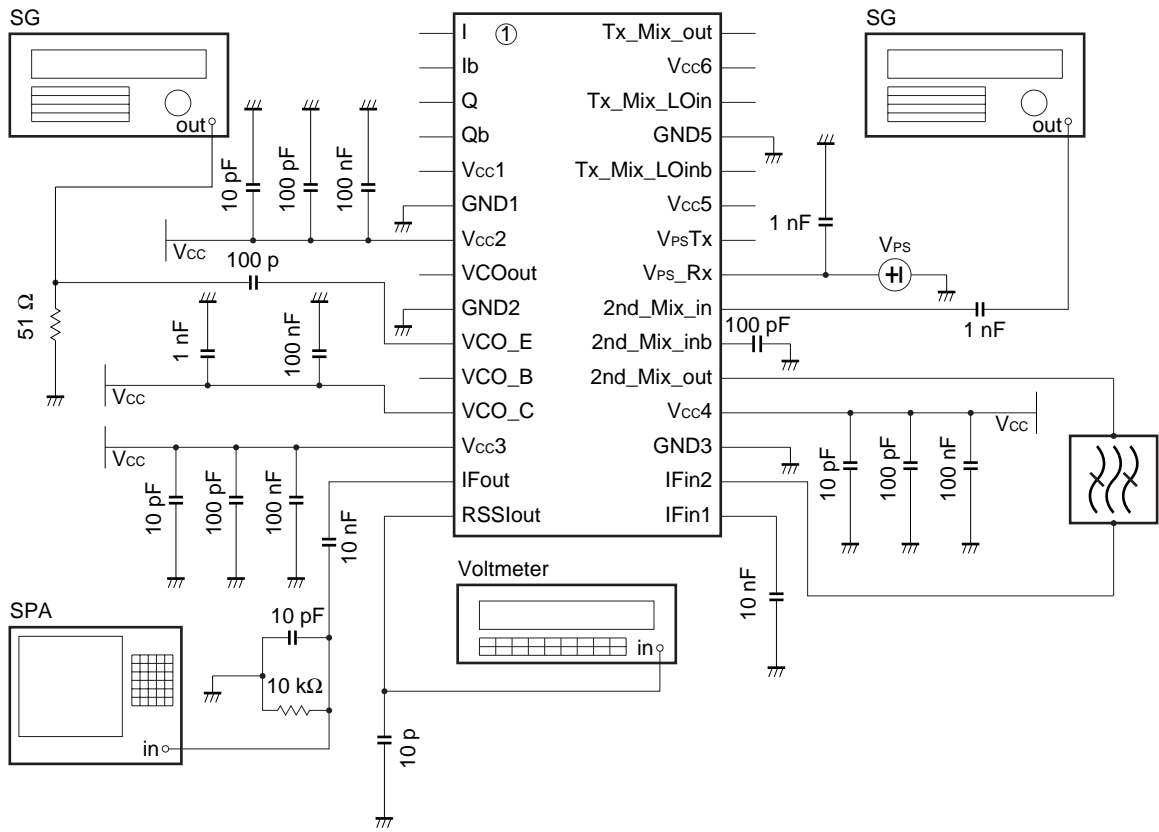 SG
out
I
①
Ib
Q
Qb
Vcc1
GND1
Vcc2
VCOout
GND2
VCO_E
VCO_B
VCO_C
Vcc3
IFout
RSSIout
Tx_Mix_out
Vcc6
Tx_Mix_LOin
GND5
Tx_Mix_LOinb
Vcc5
VPSTx
VPS_Rx
2nd_Mix_in
2nd_Mix_inb
2nd_Mix_out
Vcc4
GND3
IFin2
IFin1
SG
out
10 pF
100 pF
100 nF
Vcc
100 p
51 Ω
1 nF
100 nF
Vcc
Vcc
10 pF
100 pF
100 nF
10 nF
1 nF
VPS
1 nF
100 pF
Vcc
10 pF
100 pF
100 nF
10 nF
Voltmeter
in
SPA
in
10 pF
10 kΩ
10 p